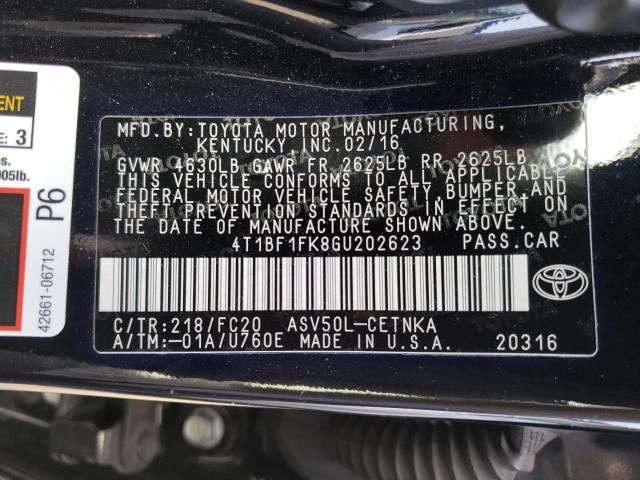 ENT
E: 3
s.
005lb.
P6
42661-06712
MFD.BY:TOYOTA MOTOR MANUFACTURING,
KENTUCKY,INC.02/16
GVWR 4630LB GAWR FR 2625LB RR 2625LB
THIS VEHICLE CONFORMS TO ALL APPLICABLE
FEDERAL MOTOR VEHICLE SAFETY BUMPER,AND
THEFT PREVENTION STANDARDS IN EFFECT ON
THE DATE OF MANUFACTURE SHOWN ABOVE.
4T1BF1FK8GU202623 PASS.CAR
C/TR:218/FC20 ASV50L-CETNKA
A/TM:-01A/U760E MADE IN U.S.A. 20316